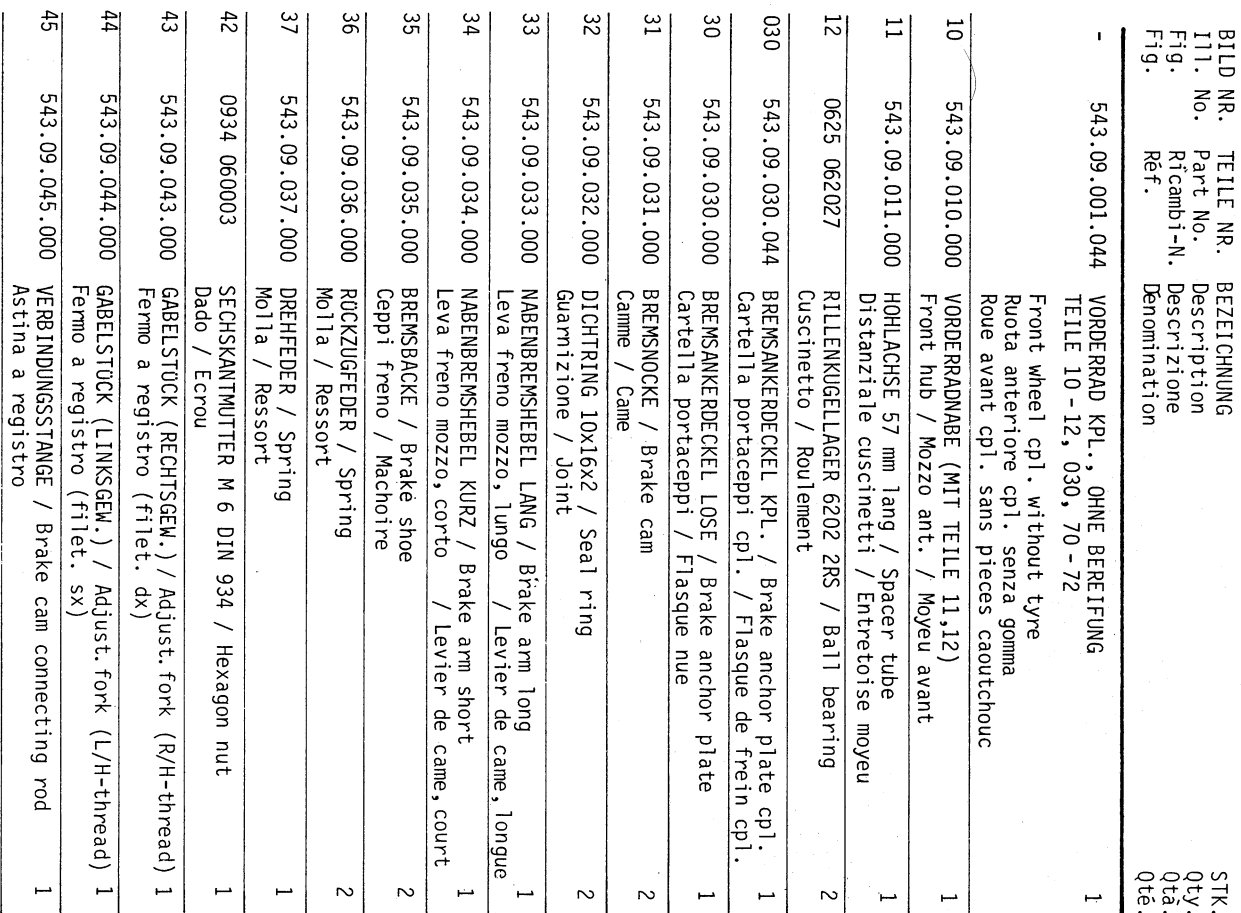 BILD NR. TEILE NR. BEZEICHNUNG STK.
Ill. No. Part No. Description Qty.
Fig. Ricambi-N. Descrizione Qtà.
Fig. Réf. Dénomination Qté.
- 543.09.001.044 VORDERRAD KPL., OHNE BEREIFUNG 1
TEILE 10-12, 030, 70-72
Front wheel cpl. without tyre
Ruota anteriore cpl. senza gomma
Roue avant cpl. sans pieces caoutchouc
10 543.09.010.000 VORDERRADNABE (MIT TEILE 11,12) 1
Front hub / Mozzo ant. / Moyeu avant
11 543.09.011.000 HOHLACHSE 57 mm lang / Spacer tube 1
Distanziale cuscinetti / Entretoise moyeu
12 0625 062027 RILLENKUGELLAGER 6202 2RS / Ball bearing 2
Cuscinetto / Roulement
030 543.09.030.044 BREMSANKERDECKEL KPL. / Brake anchor plate cpl. 1
Cartella portaceppi cpl. / Flasque de frein cpl.
30 543.09.030.000 BREMSANKERDECKEL LOSE / Brake anchor plate 1
Cartella portaceppi / Flasque nue
31 543.09.031.000 BREMSNOCKE / Brake cam 2
Camme / Came
32 543.09.032.000 DICHTRING 10x16x2 / Seal ring 2
Guarnizione / Joint
33 543.09.033.000 NABENBREMSHEBEL LANG / Brake arm long 1
Leva freno mozzo, lungo / Levier de came,longue
34 543.09.034.000 NABENBREMSHEBEL KURZ / Brake arm short 1
Leva freno mozzo,corto / Levier de came,court
35 543.09.035.000 BREMSBACKE / Brake shoe 2
Ceppi freno / Machoire
36 543.09.036.000 RÜCKZUGFEDER / Spring 2
Molla / Ressort
37 543.09.037.000 DREHFEDER / Spring 1
Molla / Ressort
42 0934 060003 SECHSKANTMUTTER M 6 DIN 934 / Hexagon nut 1
Dado / Ecrou
43 543.09.043.000 GABELSTÜCK (RECHTSGEW.) / Adjust. fork (R/H-thread) 1
Fermo a registro (filet. dx)
44 543.09.044.000 GABELSTÜCK (LINKSGEW.) / Adjust. fork (L/H-thread) 1
Fermo a registro (filet. sx)
45 543.09.045.000 VERBINDUNGSSTANGE / Brake cam connecting rod 1
Astina a registro